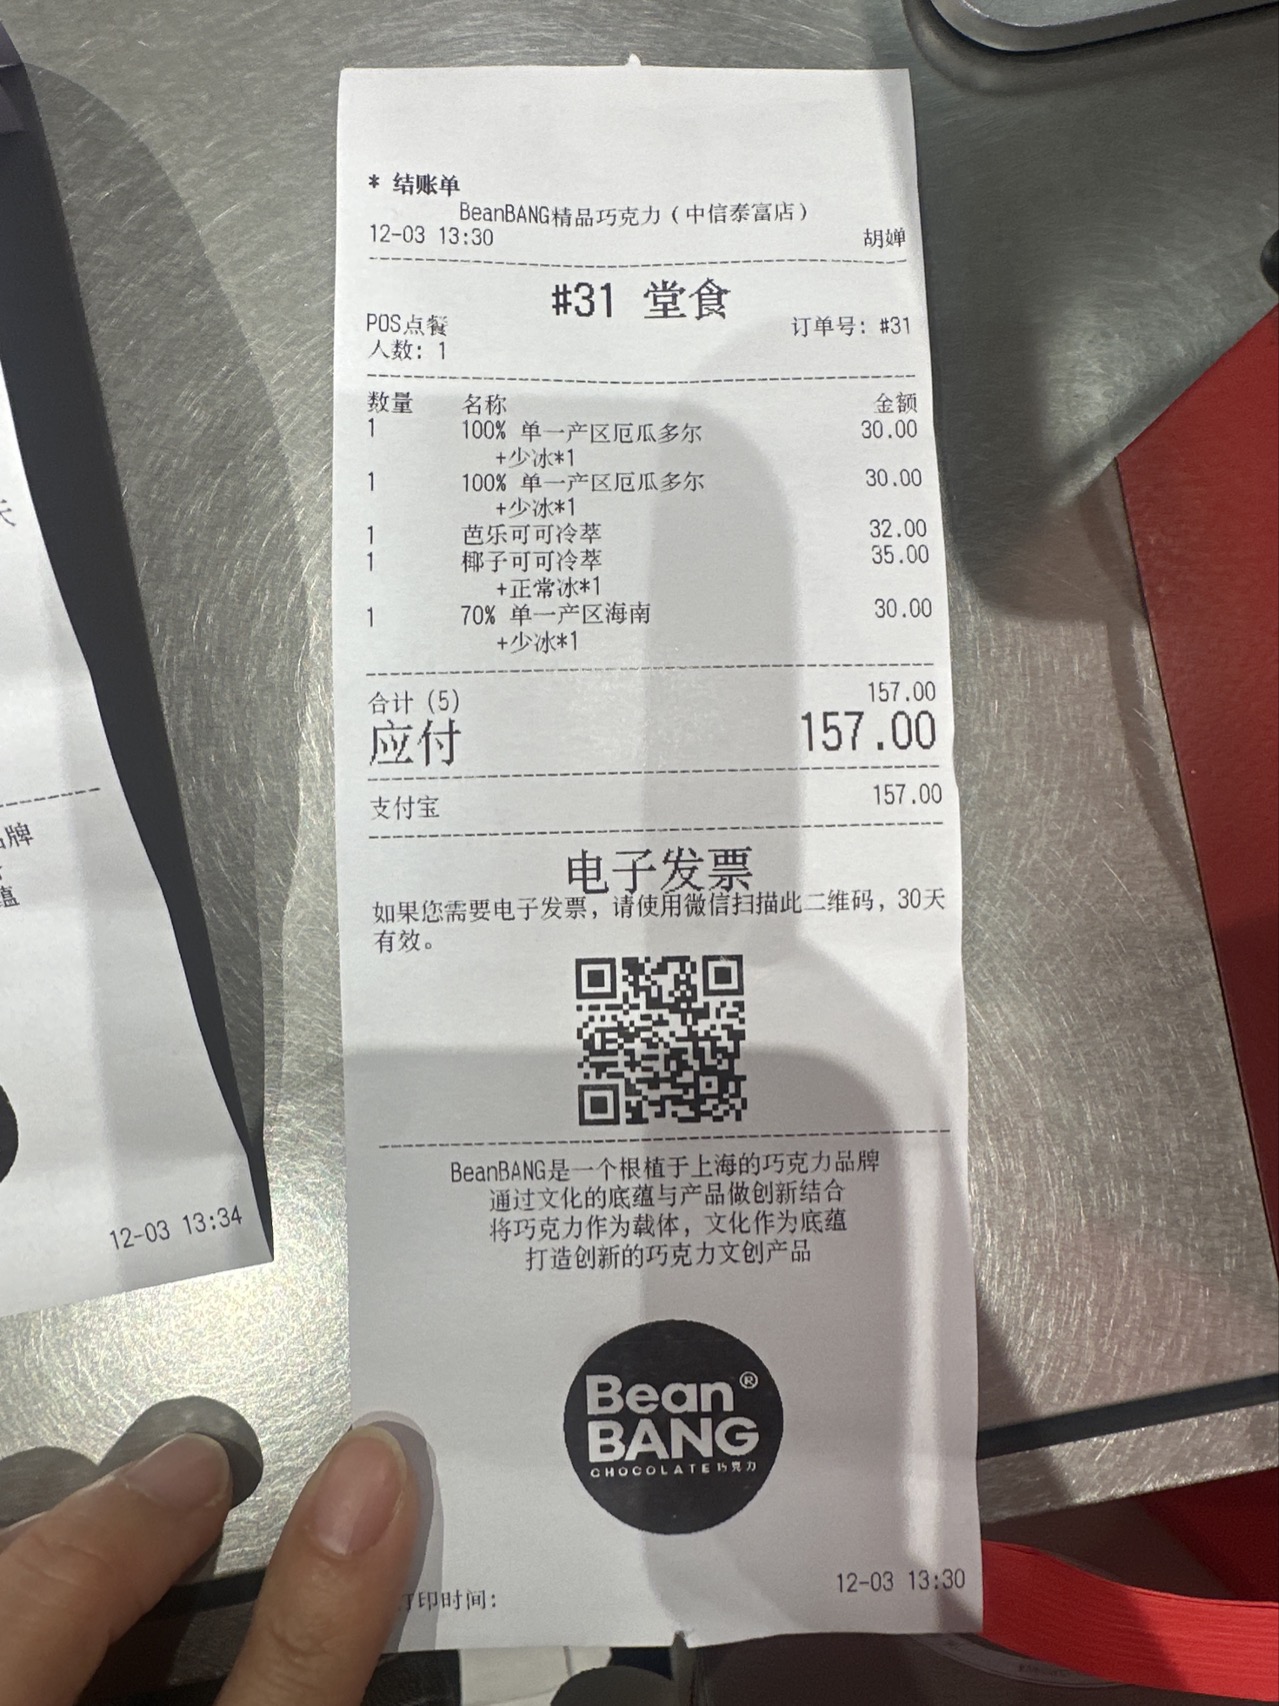 * 结账单
BeanBANG精品巧克力（中信泰富店）
12-03 13:30 胡婵
#31 堂食
POS点餐 订单号: #31
人数: 1
数量 名称 金额
1 100% 单一产区厄瓜多尔 30.00
+少冰*1
1 100% 单一产区厄瓜多尔 30.00
+少冰*1
1 芭乐可可冷萃 32.00
1 椰子可可冷萃 35.00
+正常冰*1
1 70% 单一产区海南 30.00
+少冰*1
合计 (5) 157.00
应付 157.00
支付宝 157.00
电子发票
如果您需要电子发票，请使用微信扫描此二维码，30天
有效。
BeanBANG是一个根植于上海的巧克力品牌
通过文化的底蕴与产品做创新结合
将巧克力作为载体，文化作为底蕴
打造创新的巧克力文创产品
Bean®
BANG
CHOCOLATE 巧克力
印时间: 12-03 13:30
天
牌
蕴
12-03 13:34